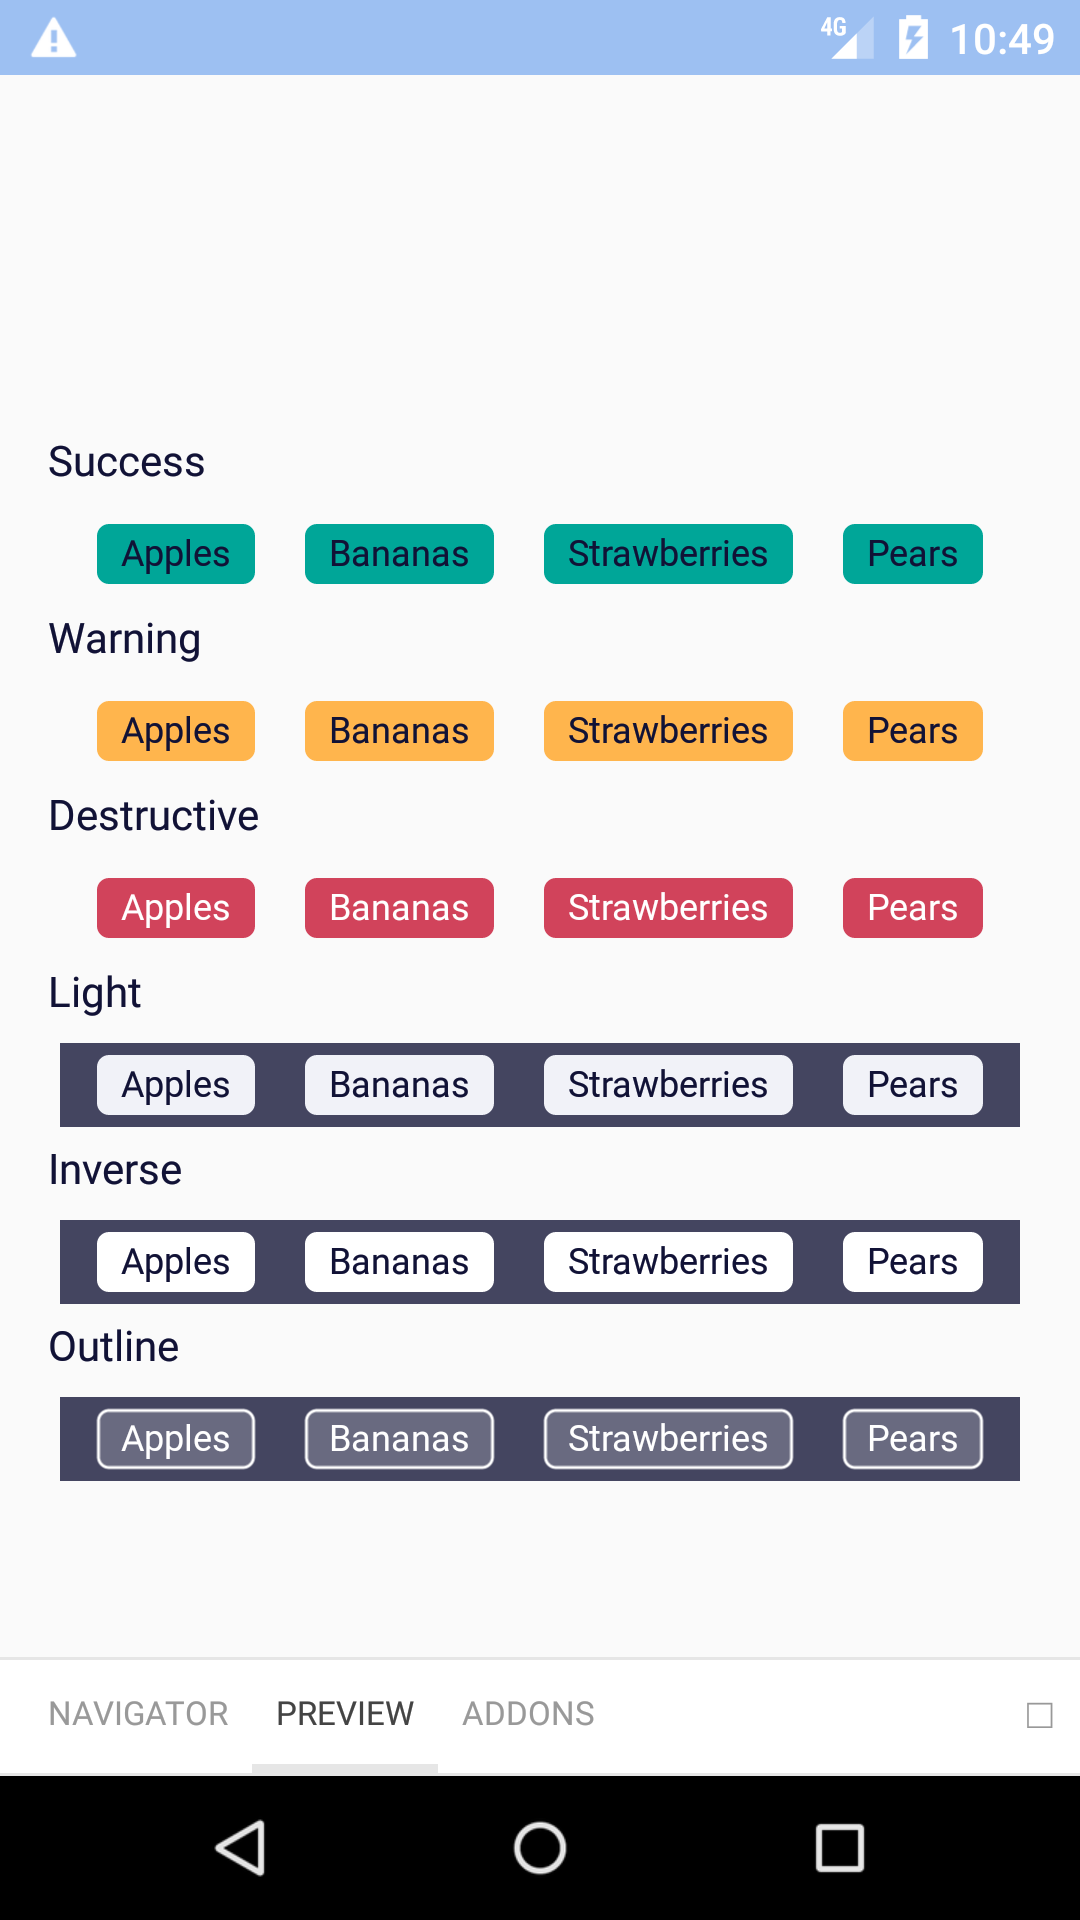 4G 10:49
Success
Apples Bananas Strawberries Pears
Warning
Apples Bananas Strawberries Pears
Destructive
Apples Bananas Strawberries Pears
Light
Apples Bananas Strawberries Pears
Inverse
Apples Bananas Strawberries Pears
Outline
Apples Bananas Strawberries Pears
NAVIGATOR PREVIEW ADDONS